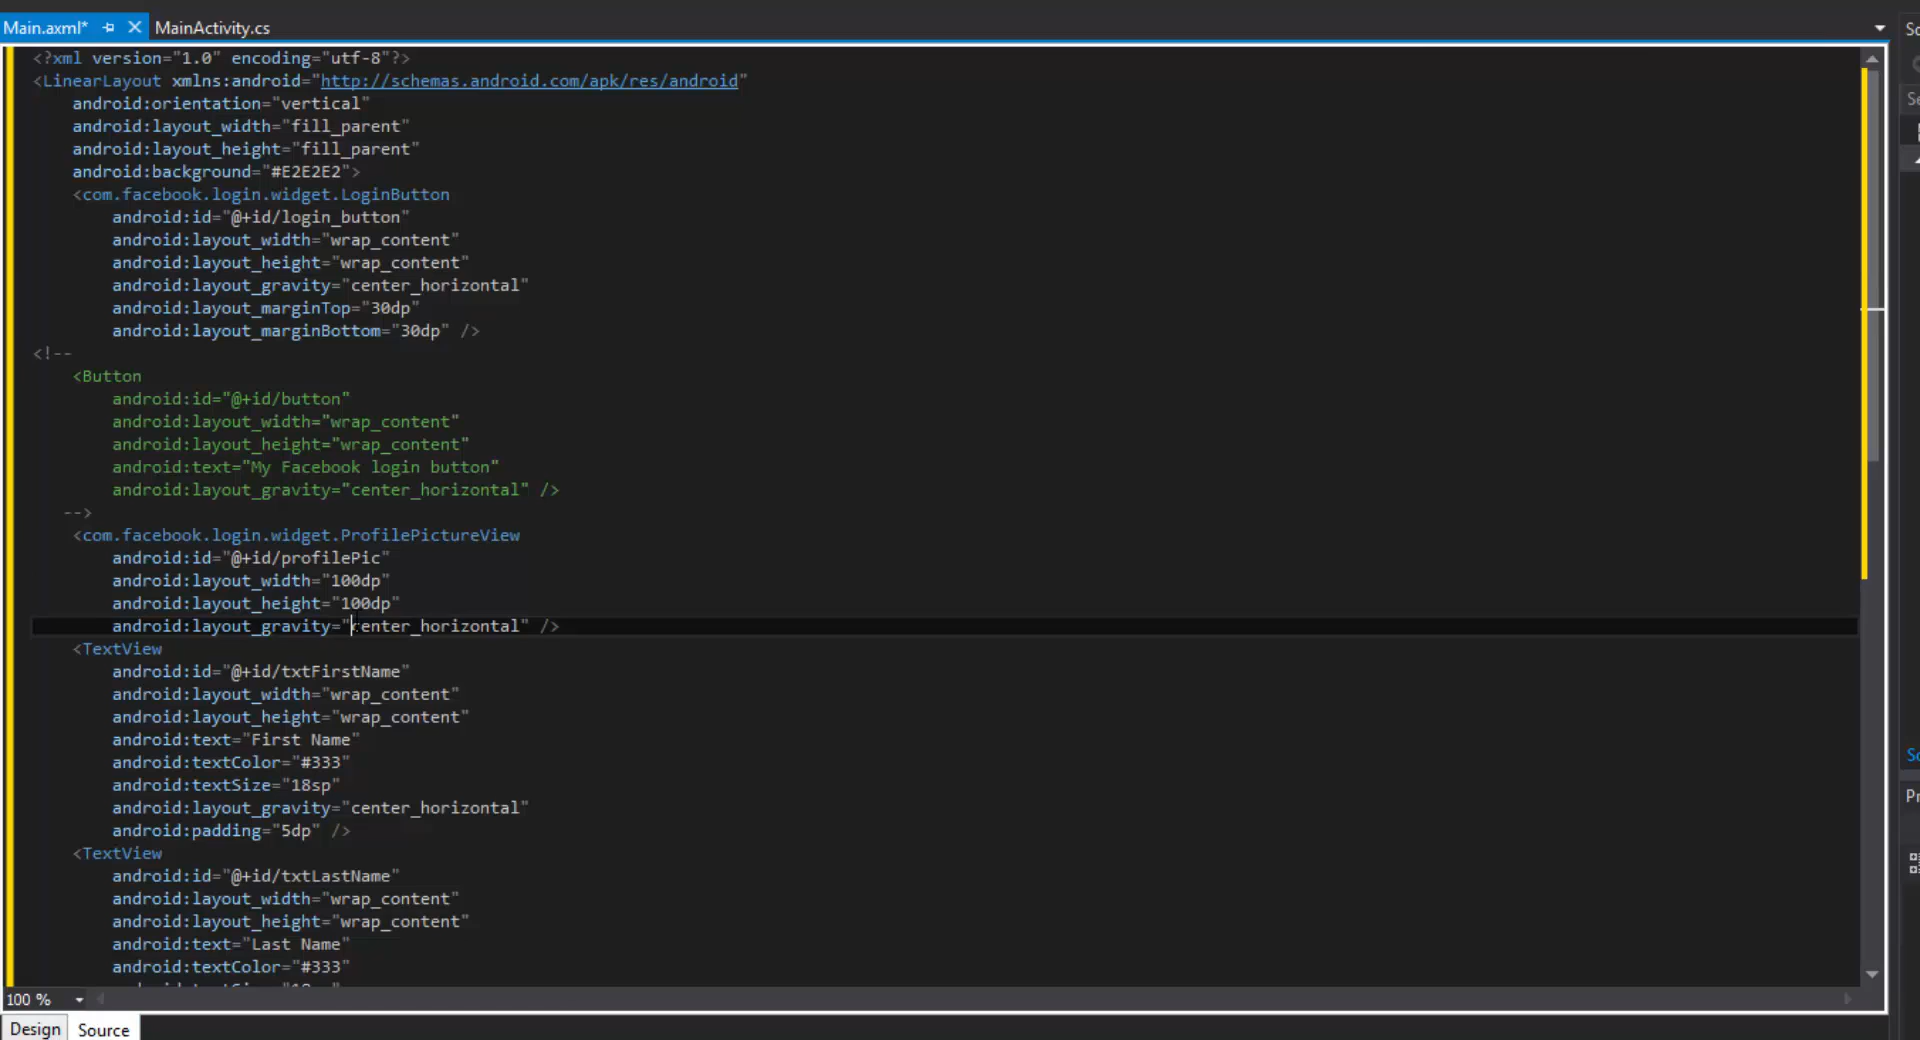 Main.axml*
MainActivity.cs
<?xml version="1.0" encoding="utf-8"?>
<LinearLayout xmlns:android="http://schemas.android.com/apk/res/android"
    android:orientation="vertical"
    android:layout_width="fill_parent"
    android:layout_height="fill_parent"
    android:background="#E2E2E2">
    <com.facebook.login.widget.LoginButton
        android:id="@+id/login_button"
        android:layout_width="wrap_content"
        android:layout_height="wrap_content"
        android:layout_gravity="center_horizontal"
        android:layout_marginTop="30dp"
        android:layout_marginBottom="30dp" />
<!--
    <Button
        android:id="@+id/button"
        android:layout_width="wrap_content"
        android:layout_height="wrap_content"
        android:text="My Facebook login button"
        android:layout_gravity="center_horizontal" />
   -->
    <com.facebook.login.widget.ProfilePictureView
        android:id="@+id/profilePic"
        android:layout_width="100dp"
        android:layout_height="100dp"
        android:layout_gravity="center_horizontal" />
    <TextView
        android:id="@+id/txtFirstName"
        android:layout_width="wrap_content"
        android:layout_height="wrap_content"
        android:text="First Name"
        android:textColor="#333"
        android:textSize="18sp"
        android:layout_gravity="center_horizontal"
        android:padding="5dp" />
    <TextView
        android:id="@+id/txtLastName"
        android:layout_width="wrap_content"
        android:layout_height="wrap_content"
        android:text="Last Name"
        android:textColor="#333"
100 %
Design
Source